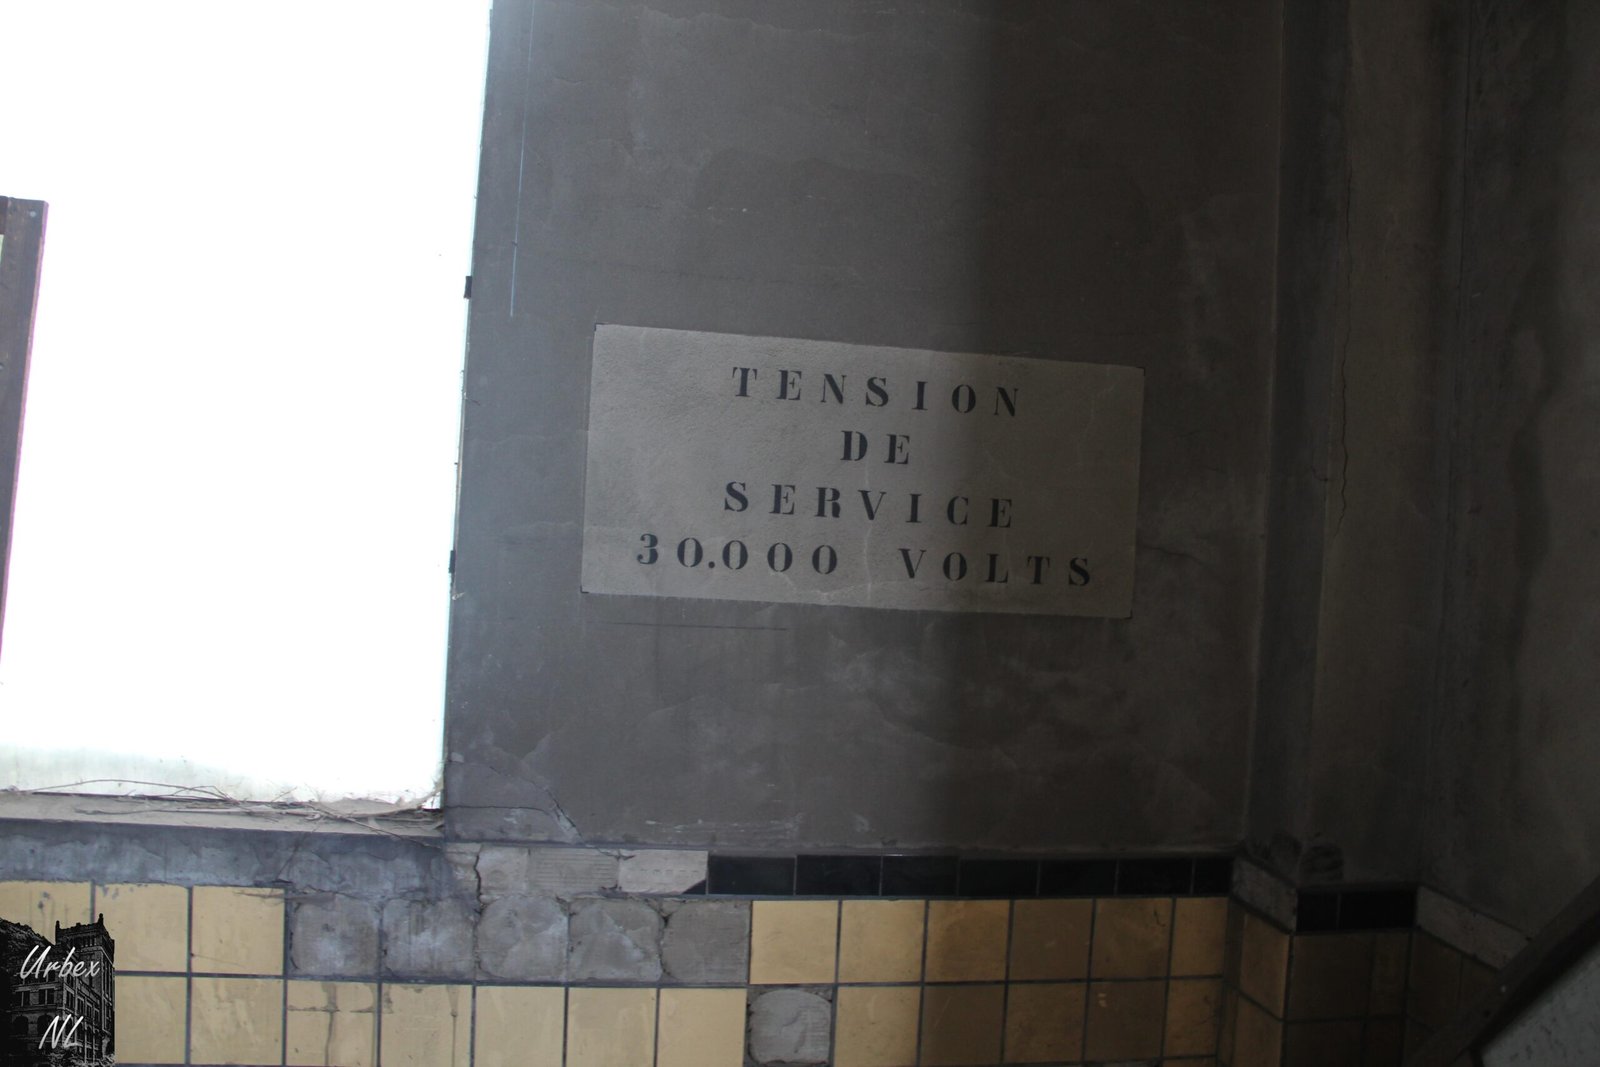 TENSION
DE
SERVICE
30.000 VOLTS
Urbex
NL